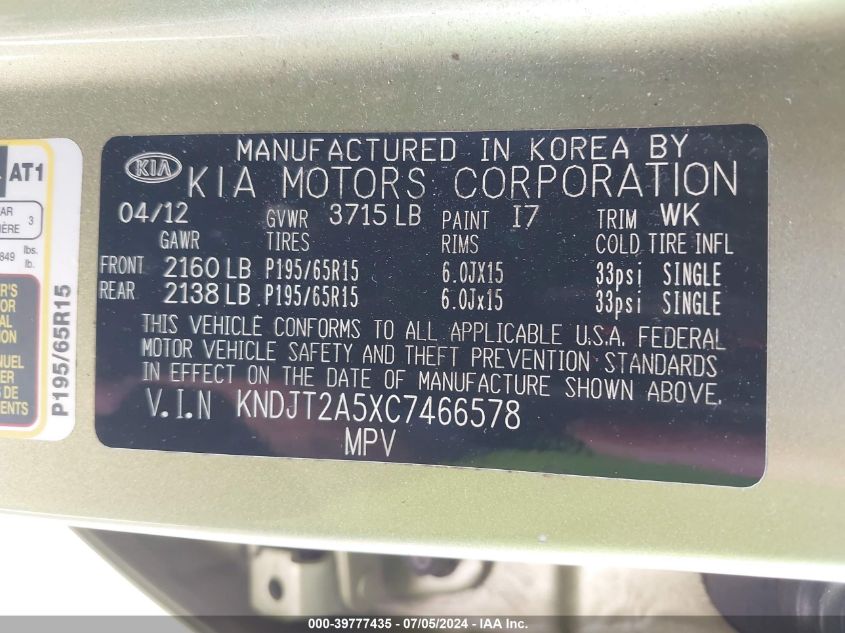 MANUFACTURED IN KOREA BY
KIA KIA MOTORS CORPORATION
04/12 GVWR 3715 LB PAINT I7 TRIM WK
GAWR TIRES RIMS COLD TIRE INFL
FRONT 2160 LB P195/65R15 6.0JX15 33psi SINGLE
REAR 2138 LB P195/65R15 6.0Jx15 33psi SINGLE
THIS VEHICLE CONFORMS TO ALL APPLICABLE U.S.A. FEDERAL
MOTOR VEHICLE SAFETY AND THEFT PREVENTION STANDARDS
IN EFFECT ON THE DATE OF MANUFACTURE SHOWN ABOVE.
V.I.N KNDJT2A5XC7466578
MPV
AT1
3
849 lbs.
lb.
P195/65R15
000-39777435 - 07/05/2024 - IAA Inc.